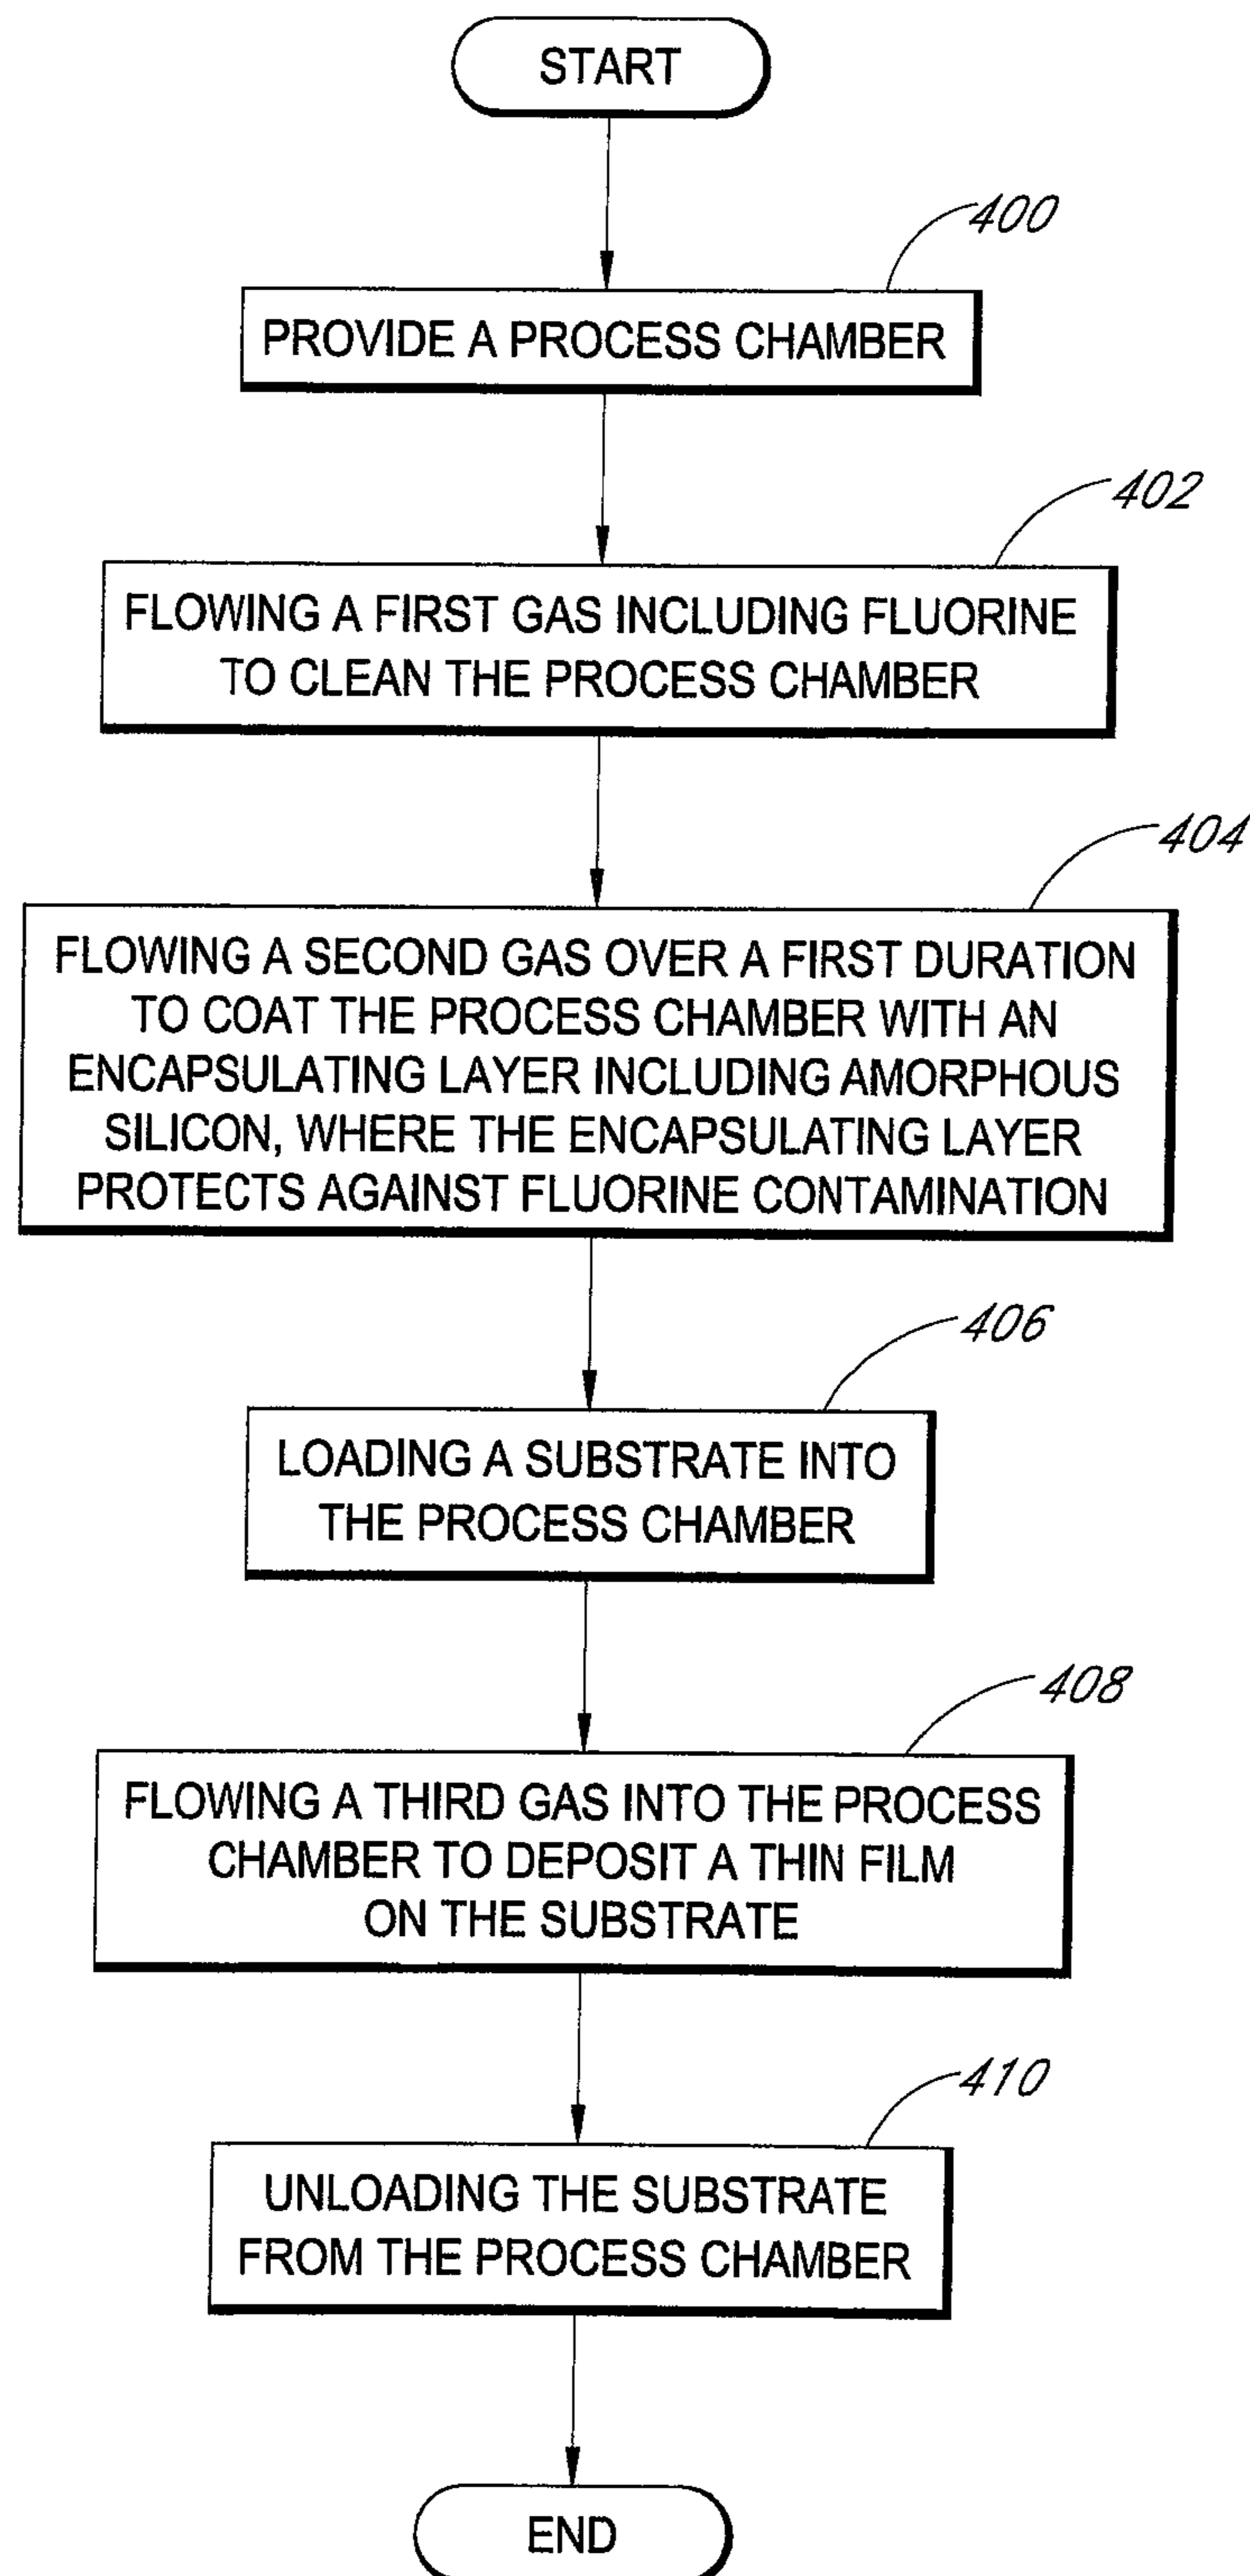 START
400
PROVIDE A PROCESS CHAMBER
402
FLOWING A FIRST GAS INCLUDING FLUORINE
TO CLEAN THE PROCESS CHAMBER
404
FLOWING A SECOND GAS OVER A FIRST DURATION
TO COAT THE PROCESS CHAMBER WITH AN
ENCAPSULATING LAYER INCLUDING AMORPHOUS
SILICON, WHERE THE ENCAPSULATING LAYER
PROTECTS AGAINST FLUORINE CONTAMINATION
406
LOADING A SUBSTRATE INTO
THE PROCESS CHAMBER
408
FLOWING A THIRD GAS INTO THE PROCESS
CHAMBER TO DEPOSIT A THIN FILM
ON THE SUBSTRATE
410
UNLOADING THE SUBSTRATE
FROM THE PROCESS CHAMBER
END